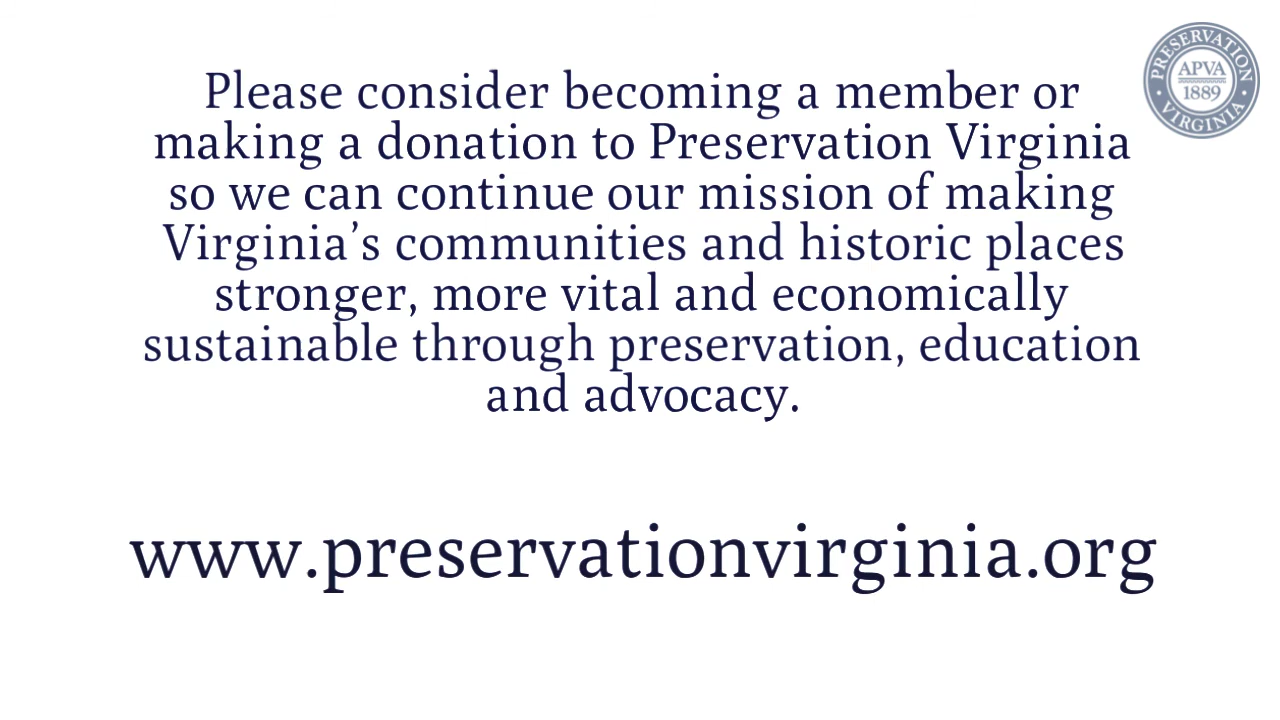 Please consider becoming a member or
making a donation to Preservation Virginia
so we can continue our mission of making
Virginia’s communities and historic places
stronger, more vital and economically
sustainable through preservation, education
and advocacy.
www.preservationvirginia.org
PRESERVATION
APVA
1889
VIRGINIA